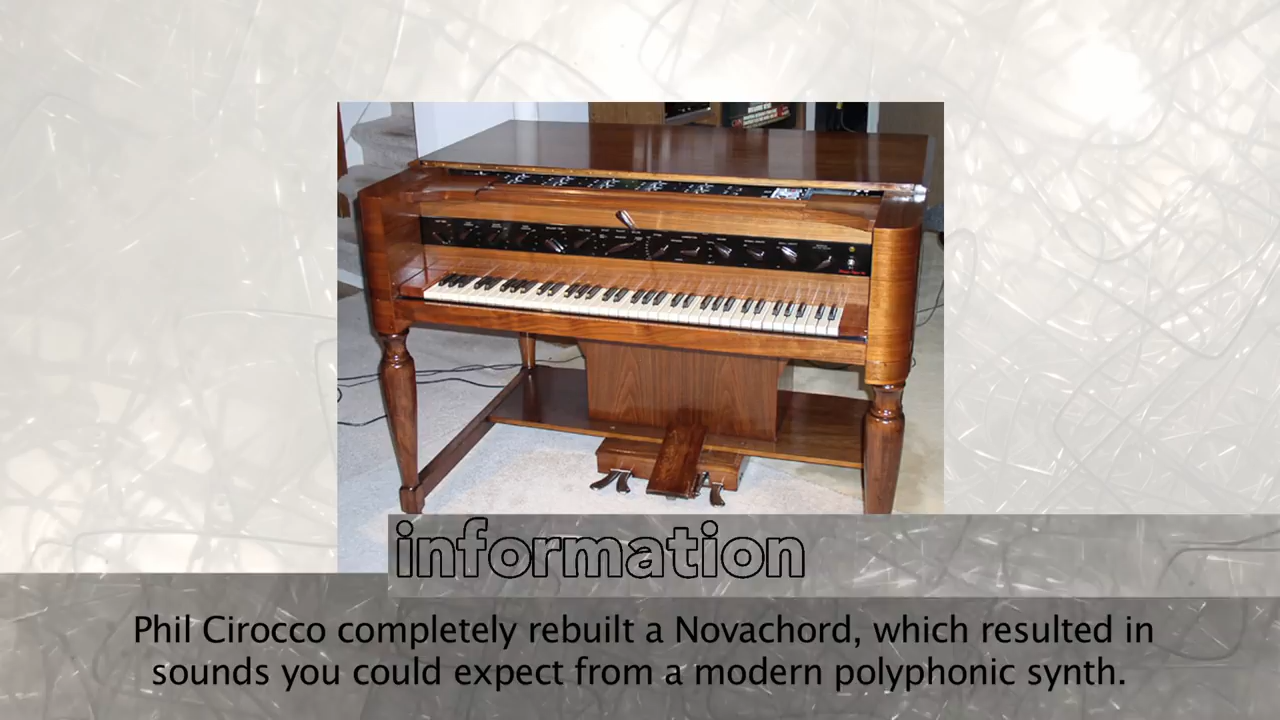 information
Phil Cirocco completely rebuilt a Novachord, which resulted in
sounds you could expect from a modern polyphonic synth.